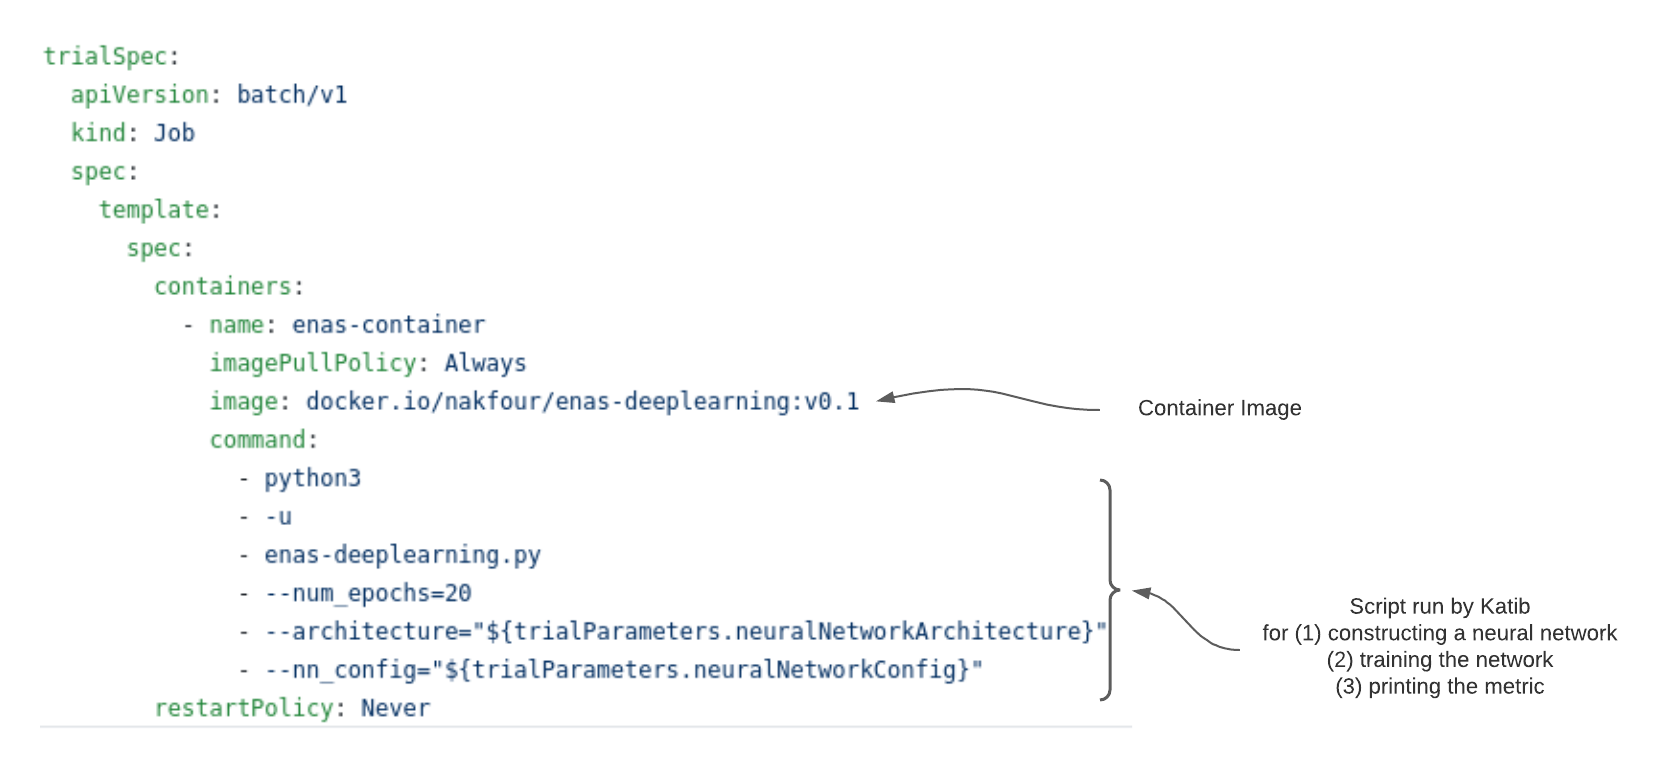 trialSpec:
  apiVersion: batch/v1
  kind: Job
  spec:
    template:
      spec:
        containers:
          - name: enas-container
            imagePullPolicy: Always
            image: docker.io/nakfour/enas-deeplearning:v0.1
            command:
              - python3
              - -u
              - enas-deeplearning.py
              - --num_epochs=20
              - --architecture="${trialParameters.neuralNetworkArchitecture}"
              - --nn_config="${trialParameters.neuralNetworkConfig}"
        restartPolicy: Never
Container Image
Script run by Katib
for (1) constructing a neural network
(2) training the network
(3) printing the metric